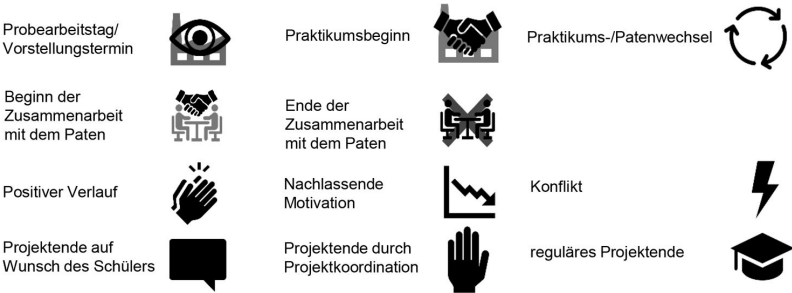 Probearbeitstag/
Vorstellungstermin
Praktikumsbeginn
Praktikums-/Patenwechsel
Beginn der
Zusammenarbeit
mit dem Paten
Ende der
Zusammenarbeit
mit dem Paten
Positiver Verlauf
Nachlassende
Motivation
Konflikt
Projektende auf
Wunsch des Schülers
Projektende durch
Projektkoordination
reguläres Projektende